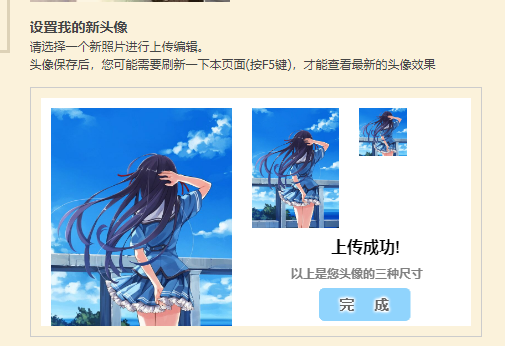 设置我的新头像
请选择一个新照片进行上传编辑。
头像保存后，您可能需要刷新一下本页面(按F5键)，才能查看最新的头像效果
上传成功!
以上是您头像的三种尺寸
完 成